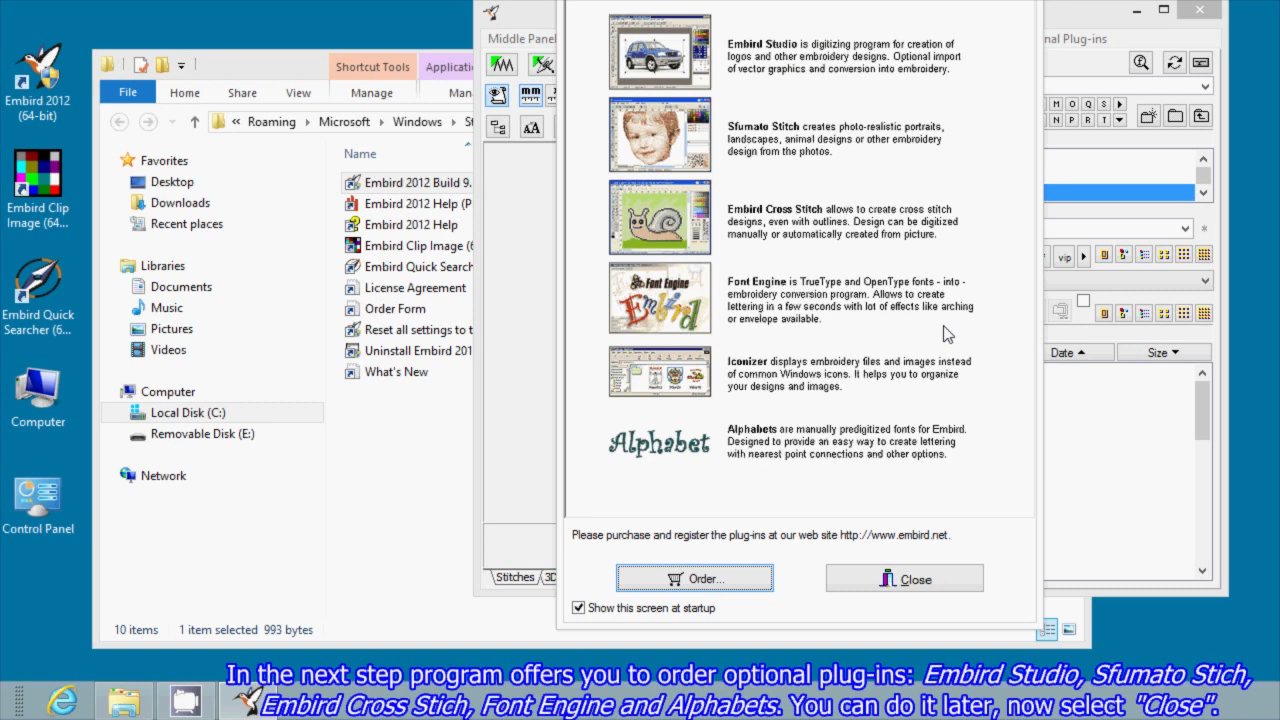 Embird 2012
(64-bit)
Embird Clip
Image (64...
Embird Quick
Searcher (6...
Computer
Control Panel
Shortcut Tools
Applicatio
File
Home
Share
View
Manage
Man
« Roaming ▸ Microsoft ▸ Windows ▸ St
Favorites
Desktop
Downloads
Recent places
Libraries
Documents
Music
Pictures
Videos
Computer
Local Disk (C:)
Removable Disk (E:)
Network
Name
Embird 2012 Build 9.
Embird 2012 Help (P
Embird 2012 Help
Embird Clip Image (6
Embird Quick Search
License Agreement
Order Form
Reset all settings to t
Uninstall Embird 201
What's New
10 items
1 item selected 993 bytes
Middle Pane
mm
aA
Stitches
3D
Embird Studio is digitizing program for creation of
logos and other embroidery designs. Optional import
of vector graphics and conversion into embroidery.
Sfumato Stitch creates photo-realistic portraits,
landscapes, animal designs or other embroidery
design from the photos.
Embird Cross Stitch allows to create cross stitch
designs, even with outlines. Design can be digitized
manually or automatically created from picture.
Font Engine
Embird
Font Engine is TrueType and OpenType fonts - into -
embroidery conversion program. Allows to create
lettering in a few seconds with lot of effects like arching
or envelope available.
Iconizer displays embroidery files and images instead
of common Windows icons. It helps you to organize
your designs and images.
Alphabet
Alphabets are manually predigitized fonts for Embird.
Designed to provide an easy way to create lettering
with nearest point connections and other options.
Please purchase and register the plug-ins at our web site http://www.embird.net.
Order...
Close
Show this screen at startup
nal Plug-ins
H O Q 3
N P R T
*
vip
Date
Size
In the next step program offers you to order optional plug-ins: Embird Studio, Sfumato Stich,
Embird Cross Stich, Font Engine and Alphabets. You can do it later, now select "Close".